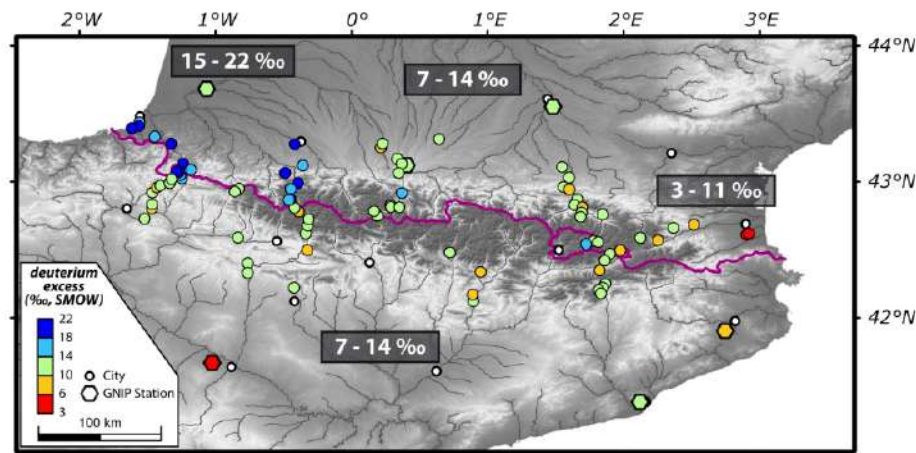 2°W 1°W 0°E 1°E 2°E 3°E
44°N
15 - 22 ‰
7 - 14 ‰
43°N
3 - 11 ‰
deuterium
excess
(‰, SMOW)
22
18
14
10
6
3
City
GNIP Station
100 km
7 - 14 ‰
42°N